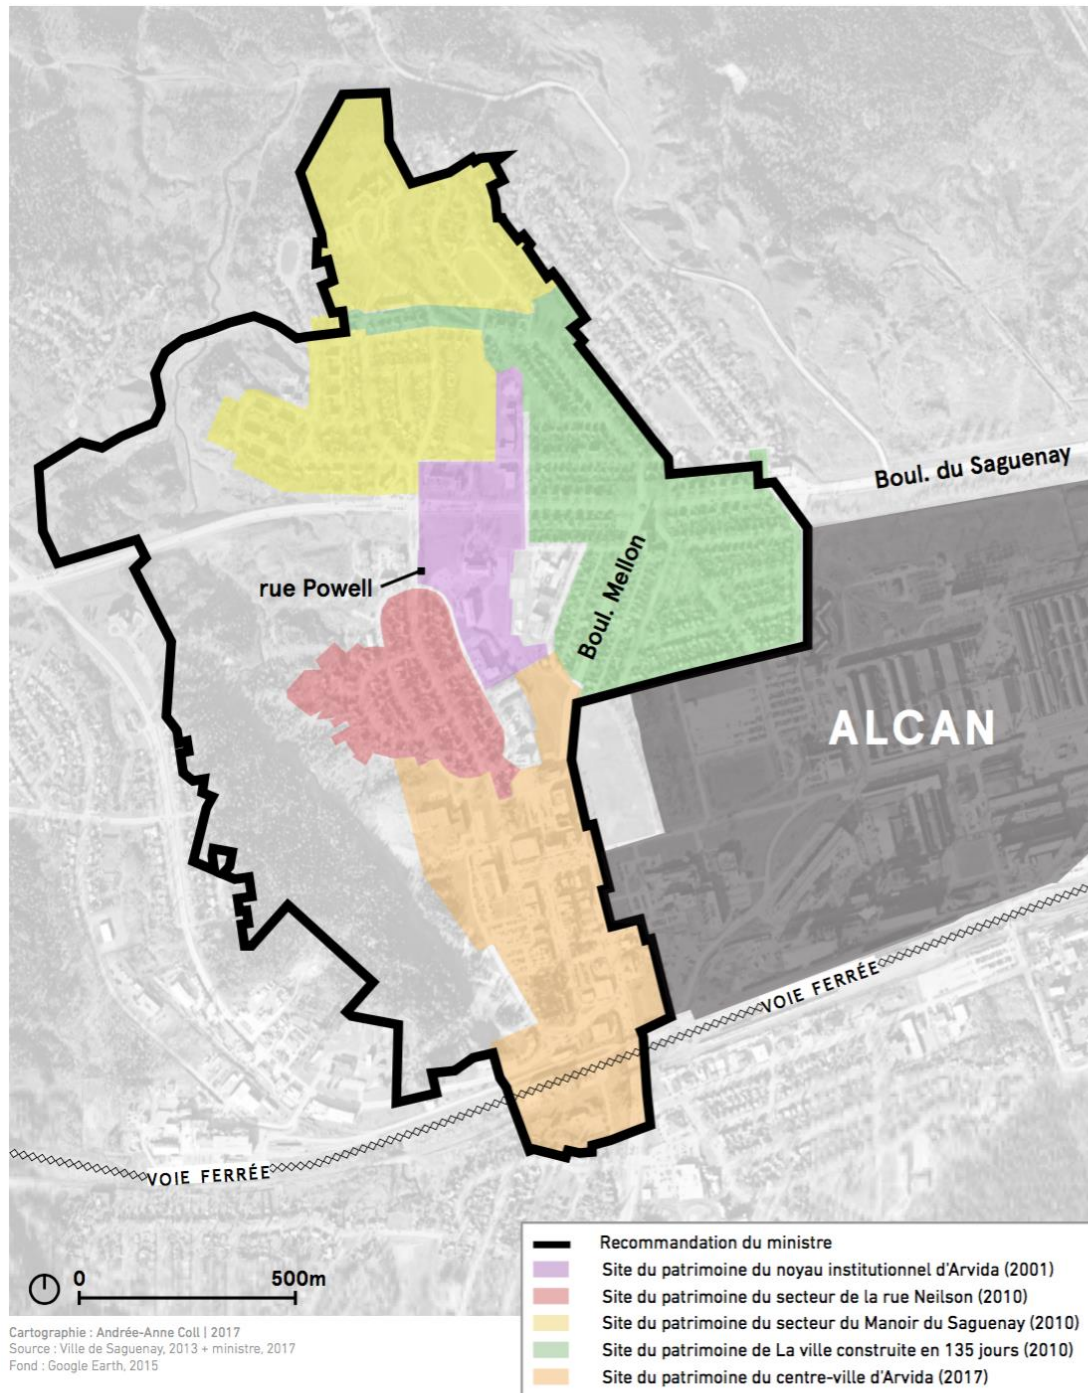 Boul. du Saguenay
rue Powell
Boul. Mellon
ALCAN
VOIE FERRÉE
VOIE FERRÉE
0 500m
Recommandation du ministre
Site du patrimoine du noyau institutionnel d'Arvida (2001)
Site du patrimoine du secteur de la rue Neilson (2010)
Site du patrimoine du secteur du Manoir du Saguenay (2010)
Site du patrimoine de La ville construite en 135 jours (2010)
Site du patrimoine du centre-ville d'Arvida (2017)
Cartographie : Andrée-Anne Coll | 2017
Source : Ville de Saguenay, 2013 + ministre, 2017
Fond : Google Earth, 2015